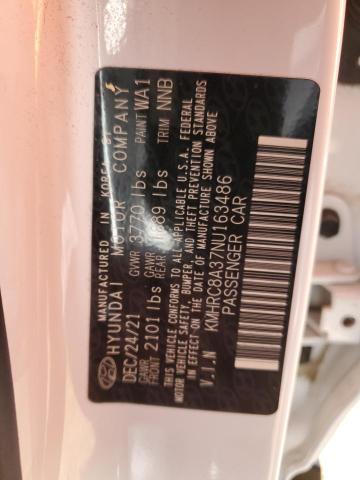 MANUFACTURED IN KOREA BY
HYUNDAI MOTOR COMPANY
DEC/24/21 GVWR 3770 lbs PAINT WA1
GAWR FRONT 2101 lbs GAWR REAR lbs TRIM NNB
THIS VEHICLE CONFORMS TO ALL APPLICABLE U.S.A. FEDERAL
MOTOR VEHICLE SAFETY, BUMPER, AND THEFT PREVENTION STANDARDS
IN EFFECT ON THE DATE OF MANUFACTURE SHOWN ABOVE
V.I.N KMHRC8A37NU163486
PASSENGER CAR